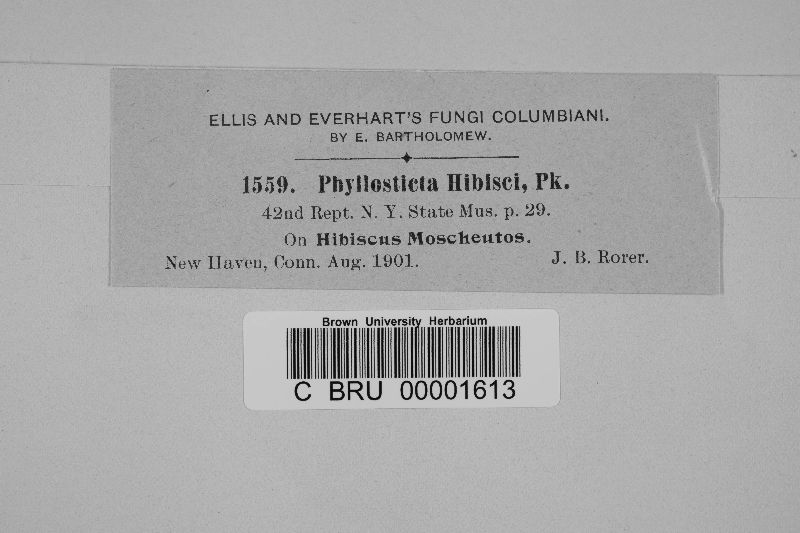 ELLIS AND EVERHART'S FUNGI COLUMBIANI.
BY E. BARTHOLOMEW.
1559. Phyllosticta Hibisci, Pk.
42nd Rept. N. Y. State Mus. p. 29.
On Hibiscus Moscheutos.
New Haven, Conn. Aug. 1901. J. B. Rorer.
Brown University Herbarium
C BRU 00001613